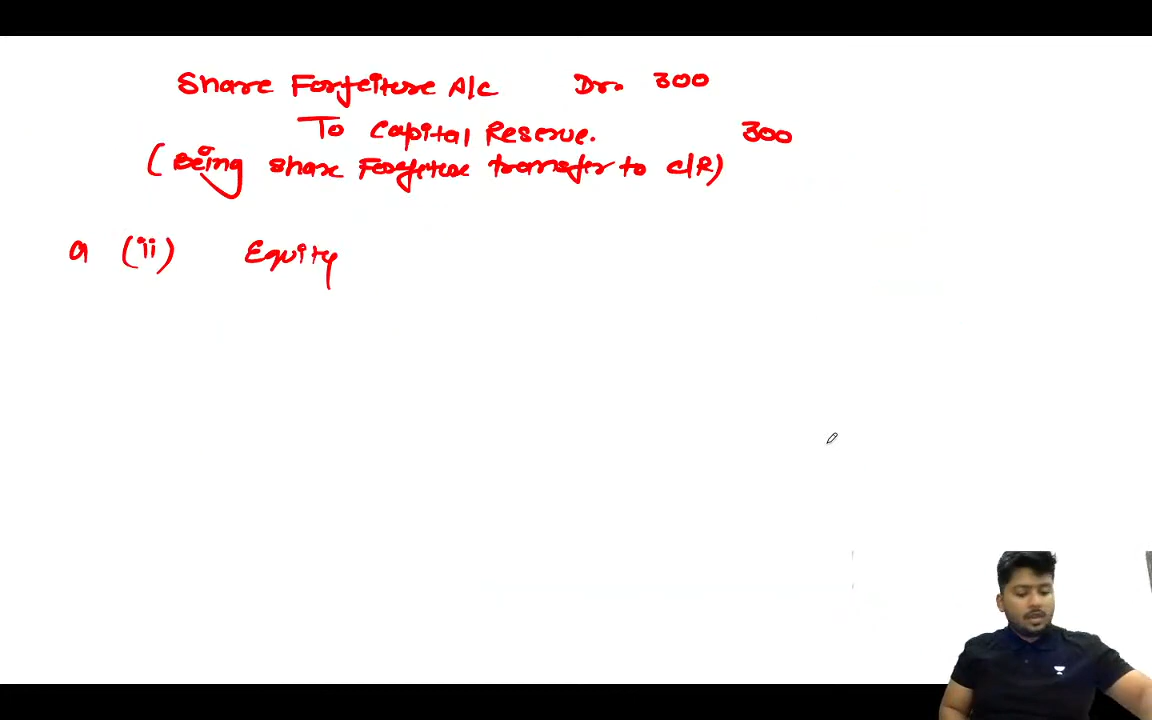 Share Forfeiture A/c Dr. 300
To Capital Reserve. 300
(Being share Forfeiture transfer to C/R)
a (ii) Equity